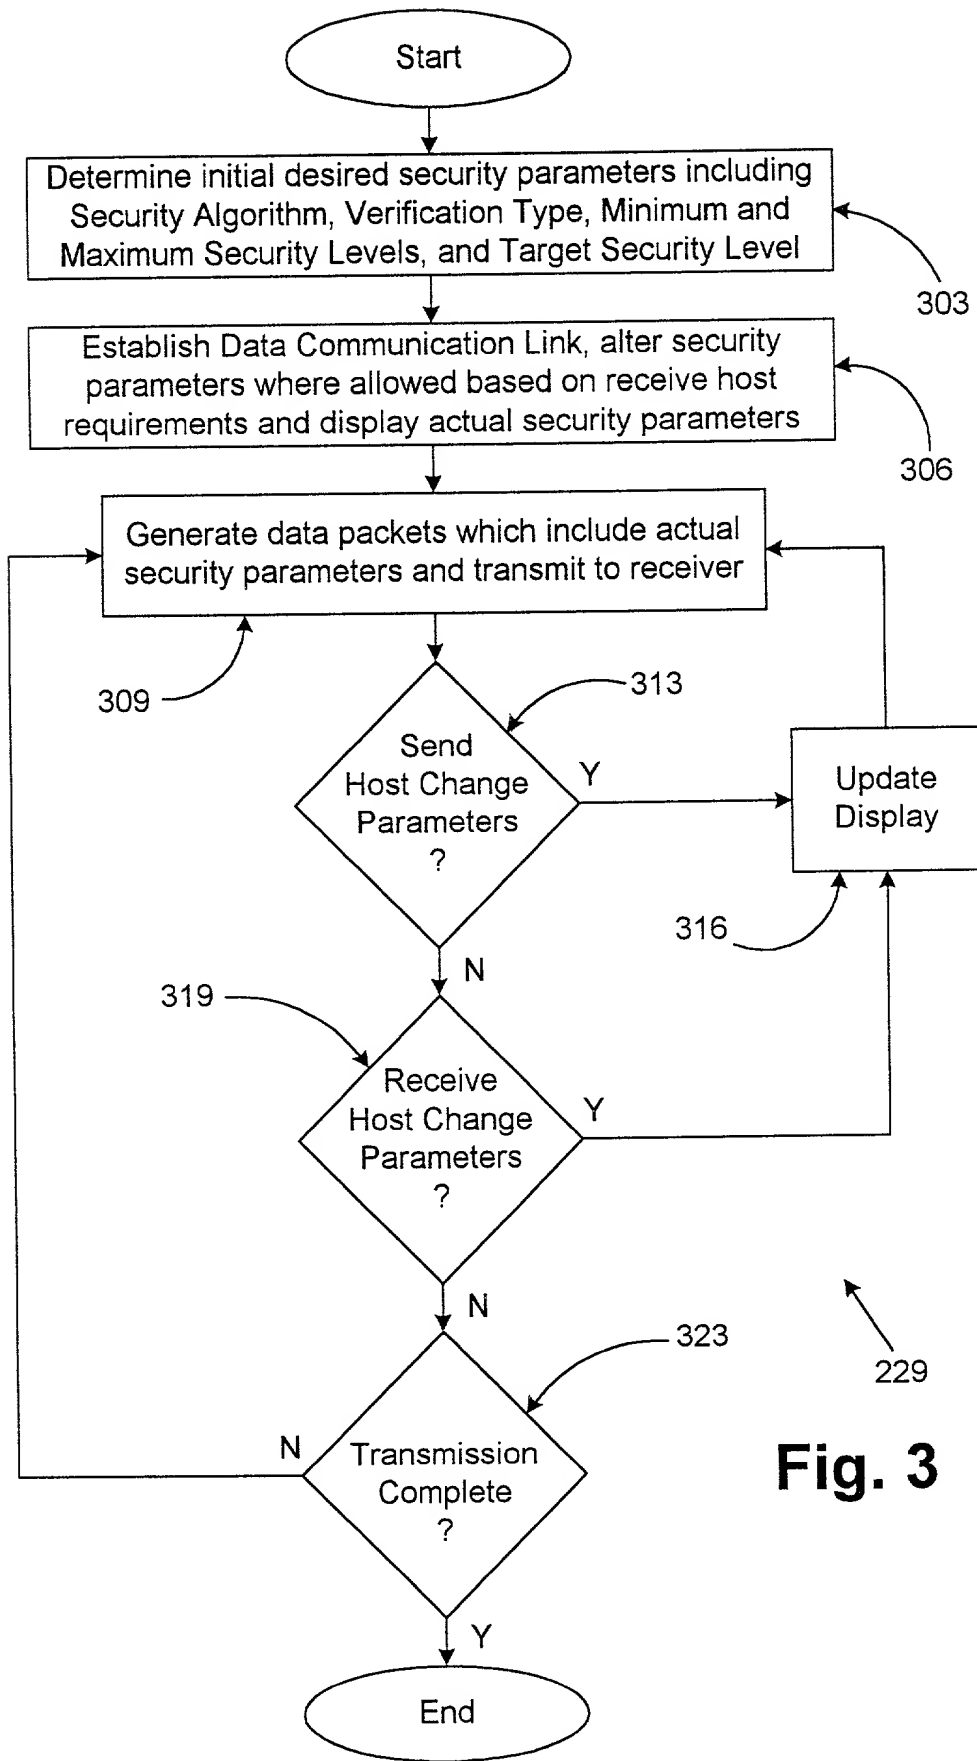 Start
Determine initial desired security parameters including
Security Algorithm, Verification Type, Minimum and
Maximum Security Levels, and Target Security Level
303
Establish Data Communication Link, alter security
parameters where allowed based on receive host
requirements and display actual security parameters
306
Generate data packets which include actual
security parameters and transmit to receiver
309
313
Send
Host Change
Parameters
?
Y
Update
Display
316
N
319
Receive
Host Change
Parameters
?
Y
N
323
229
N
Transmission
Complete
?
Fig. 3
Y
End